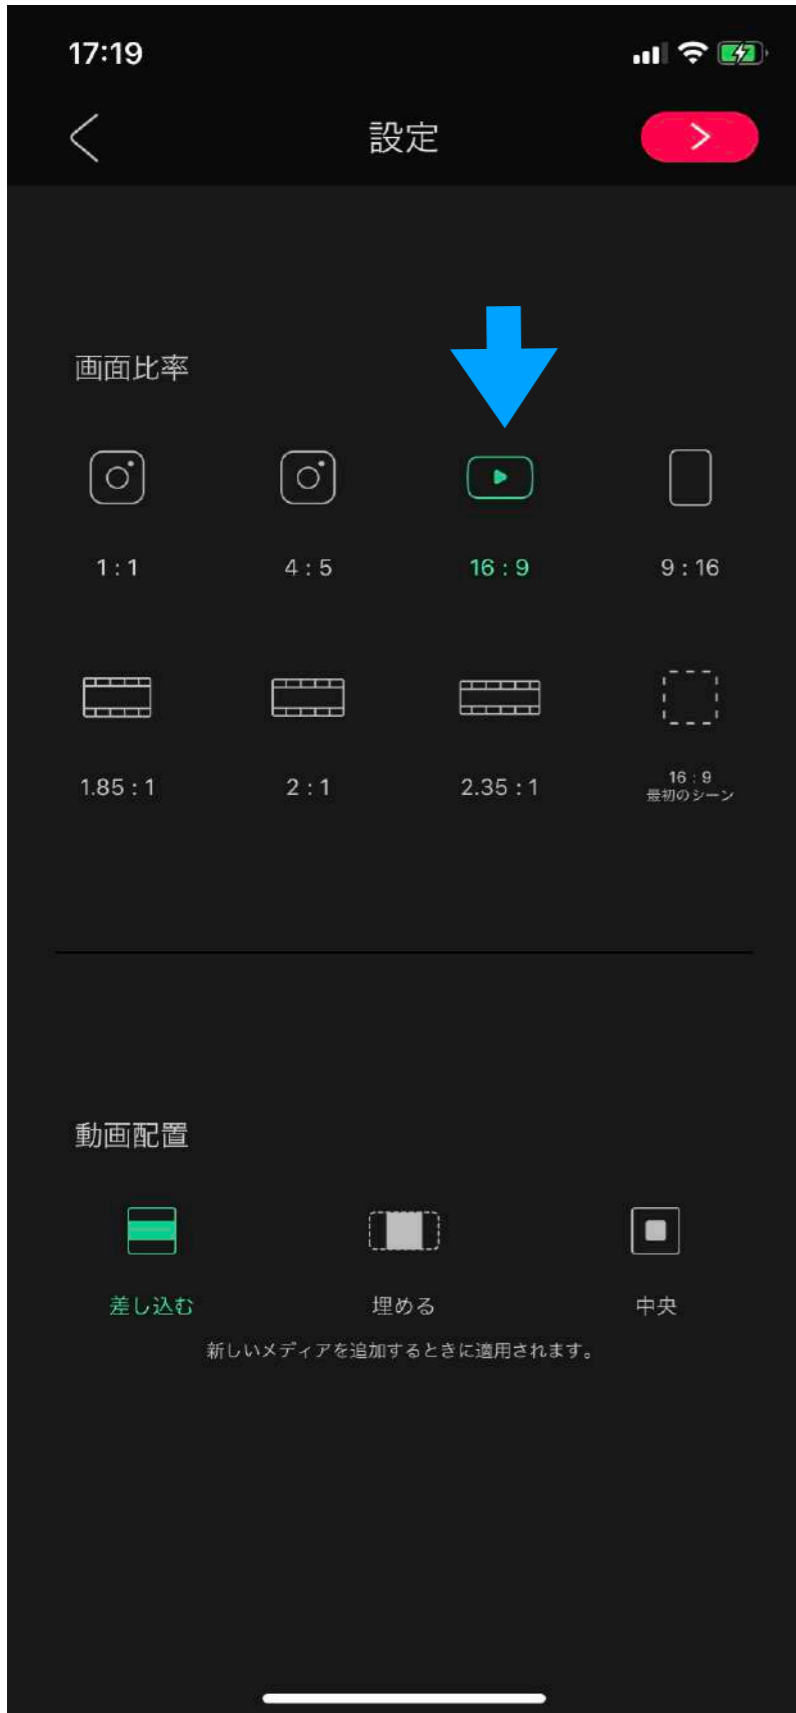 17:19
設定
画面比率
1 : 1
4 : 5
16 : 9
9 : 16
1.85 : 1
2 : 1
2.35 : 1
16 : 9
最初のシーン
動画配置
差し込む
埋める
中央
新しいメディアを追加するときに適用されます。